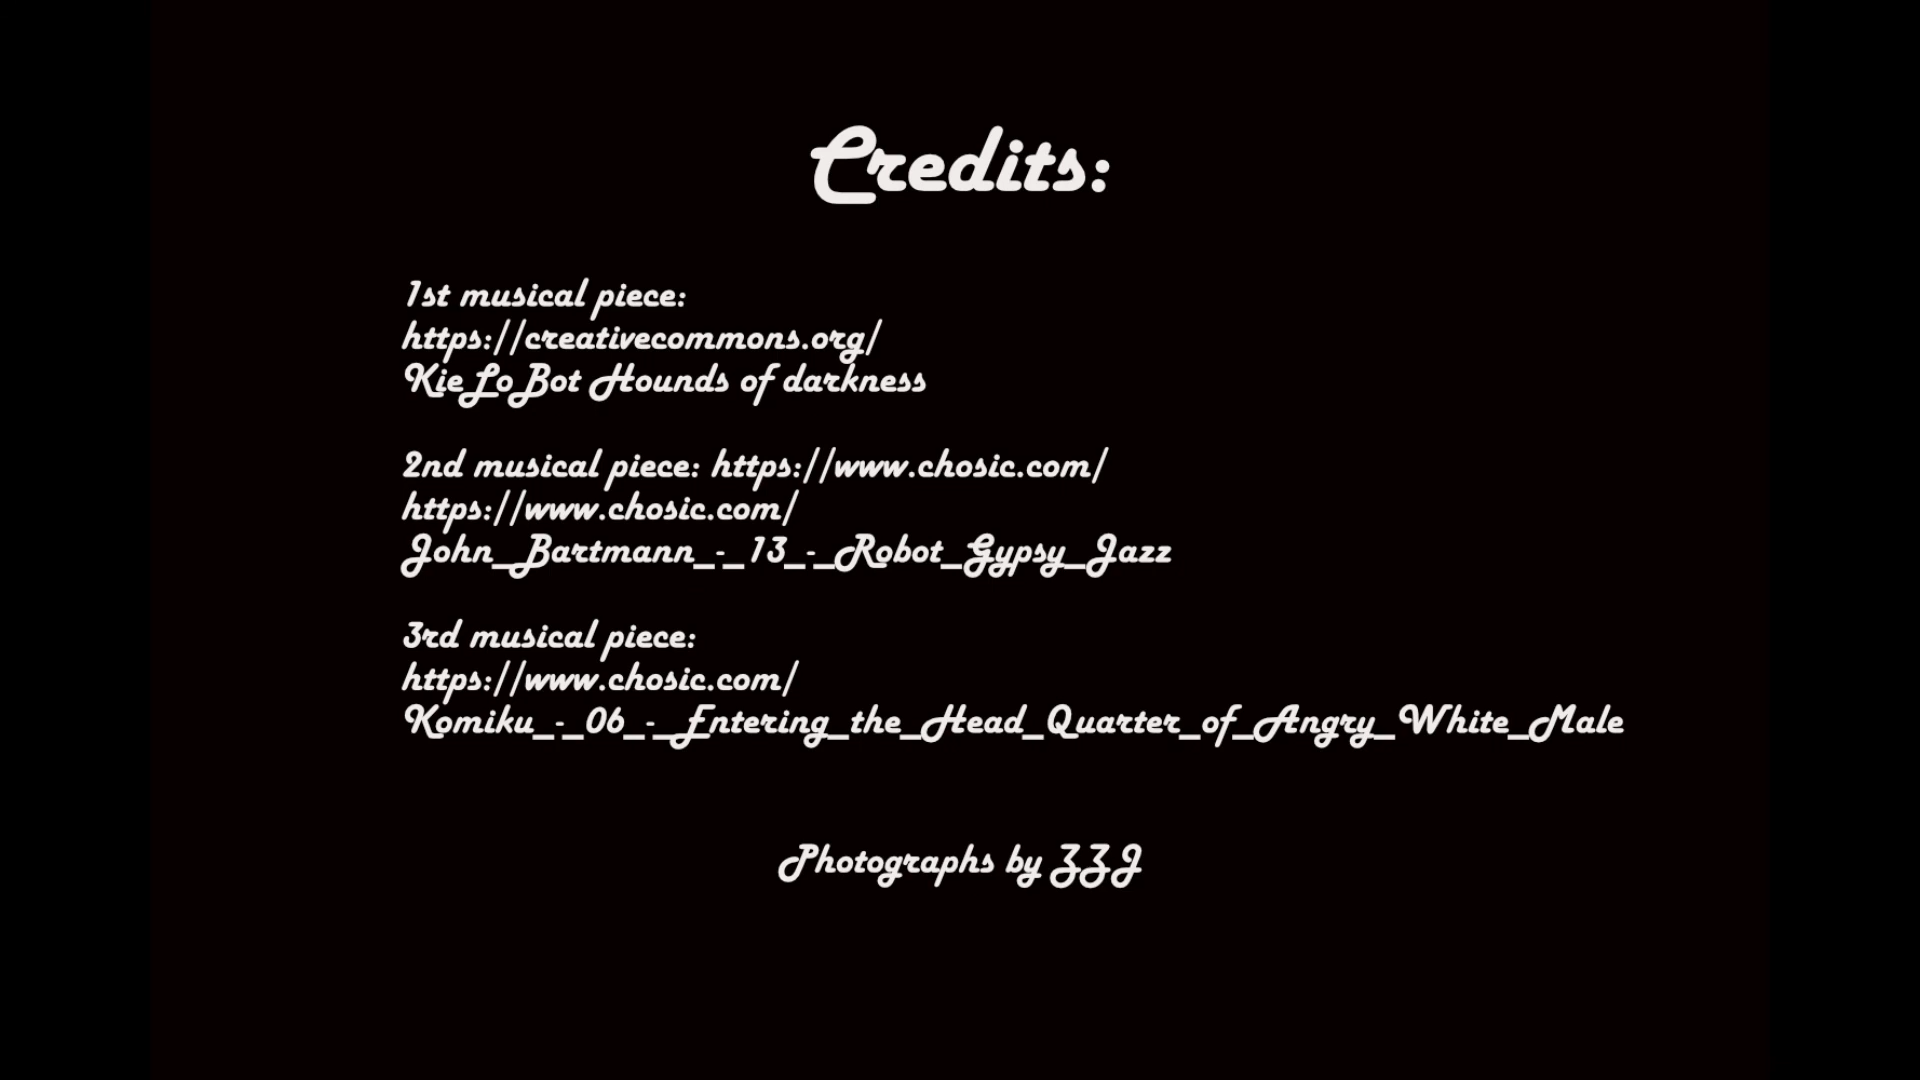 Credits:
1st musical piece:
https://creativecommons.org/
KieLoBot Hounds of darkness
2nd musical piece: https://www.chosic.com/
https://www.chosic.com/
John_Bartmann_-_13_-_Robot_Gypsy_Jazz
3rd musical piece:
https://www.chosic.com/
Komiku_-_06_-_Entering_the_Head_Quarter_of_Angry_White_Male
Photographs by ZZJ